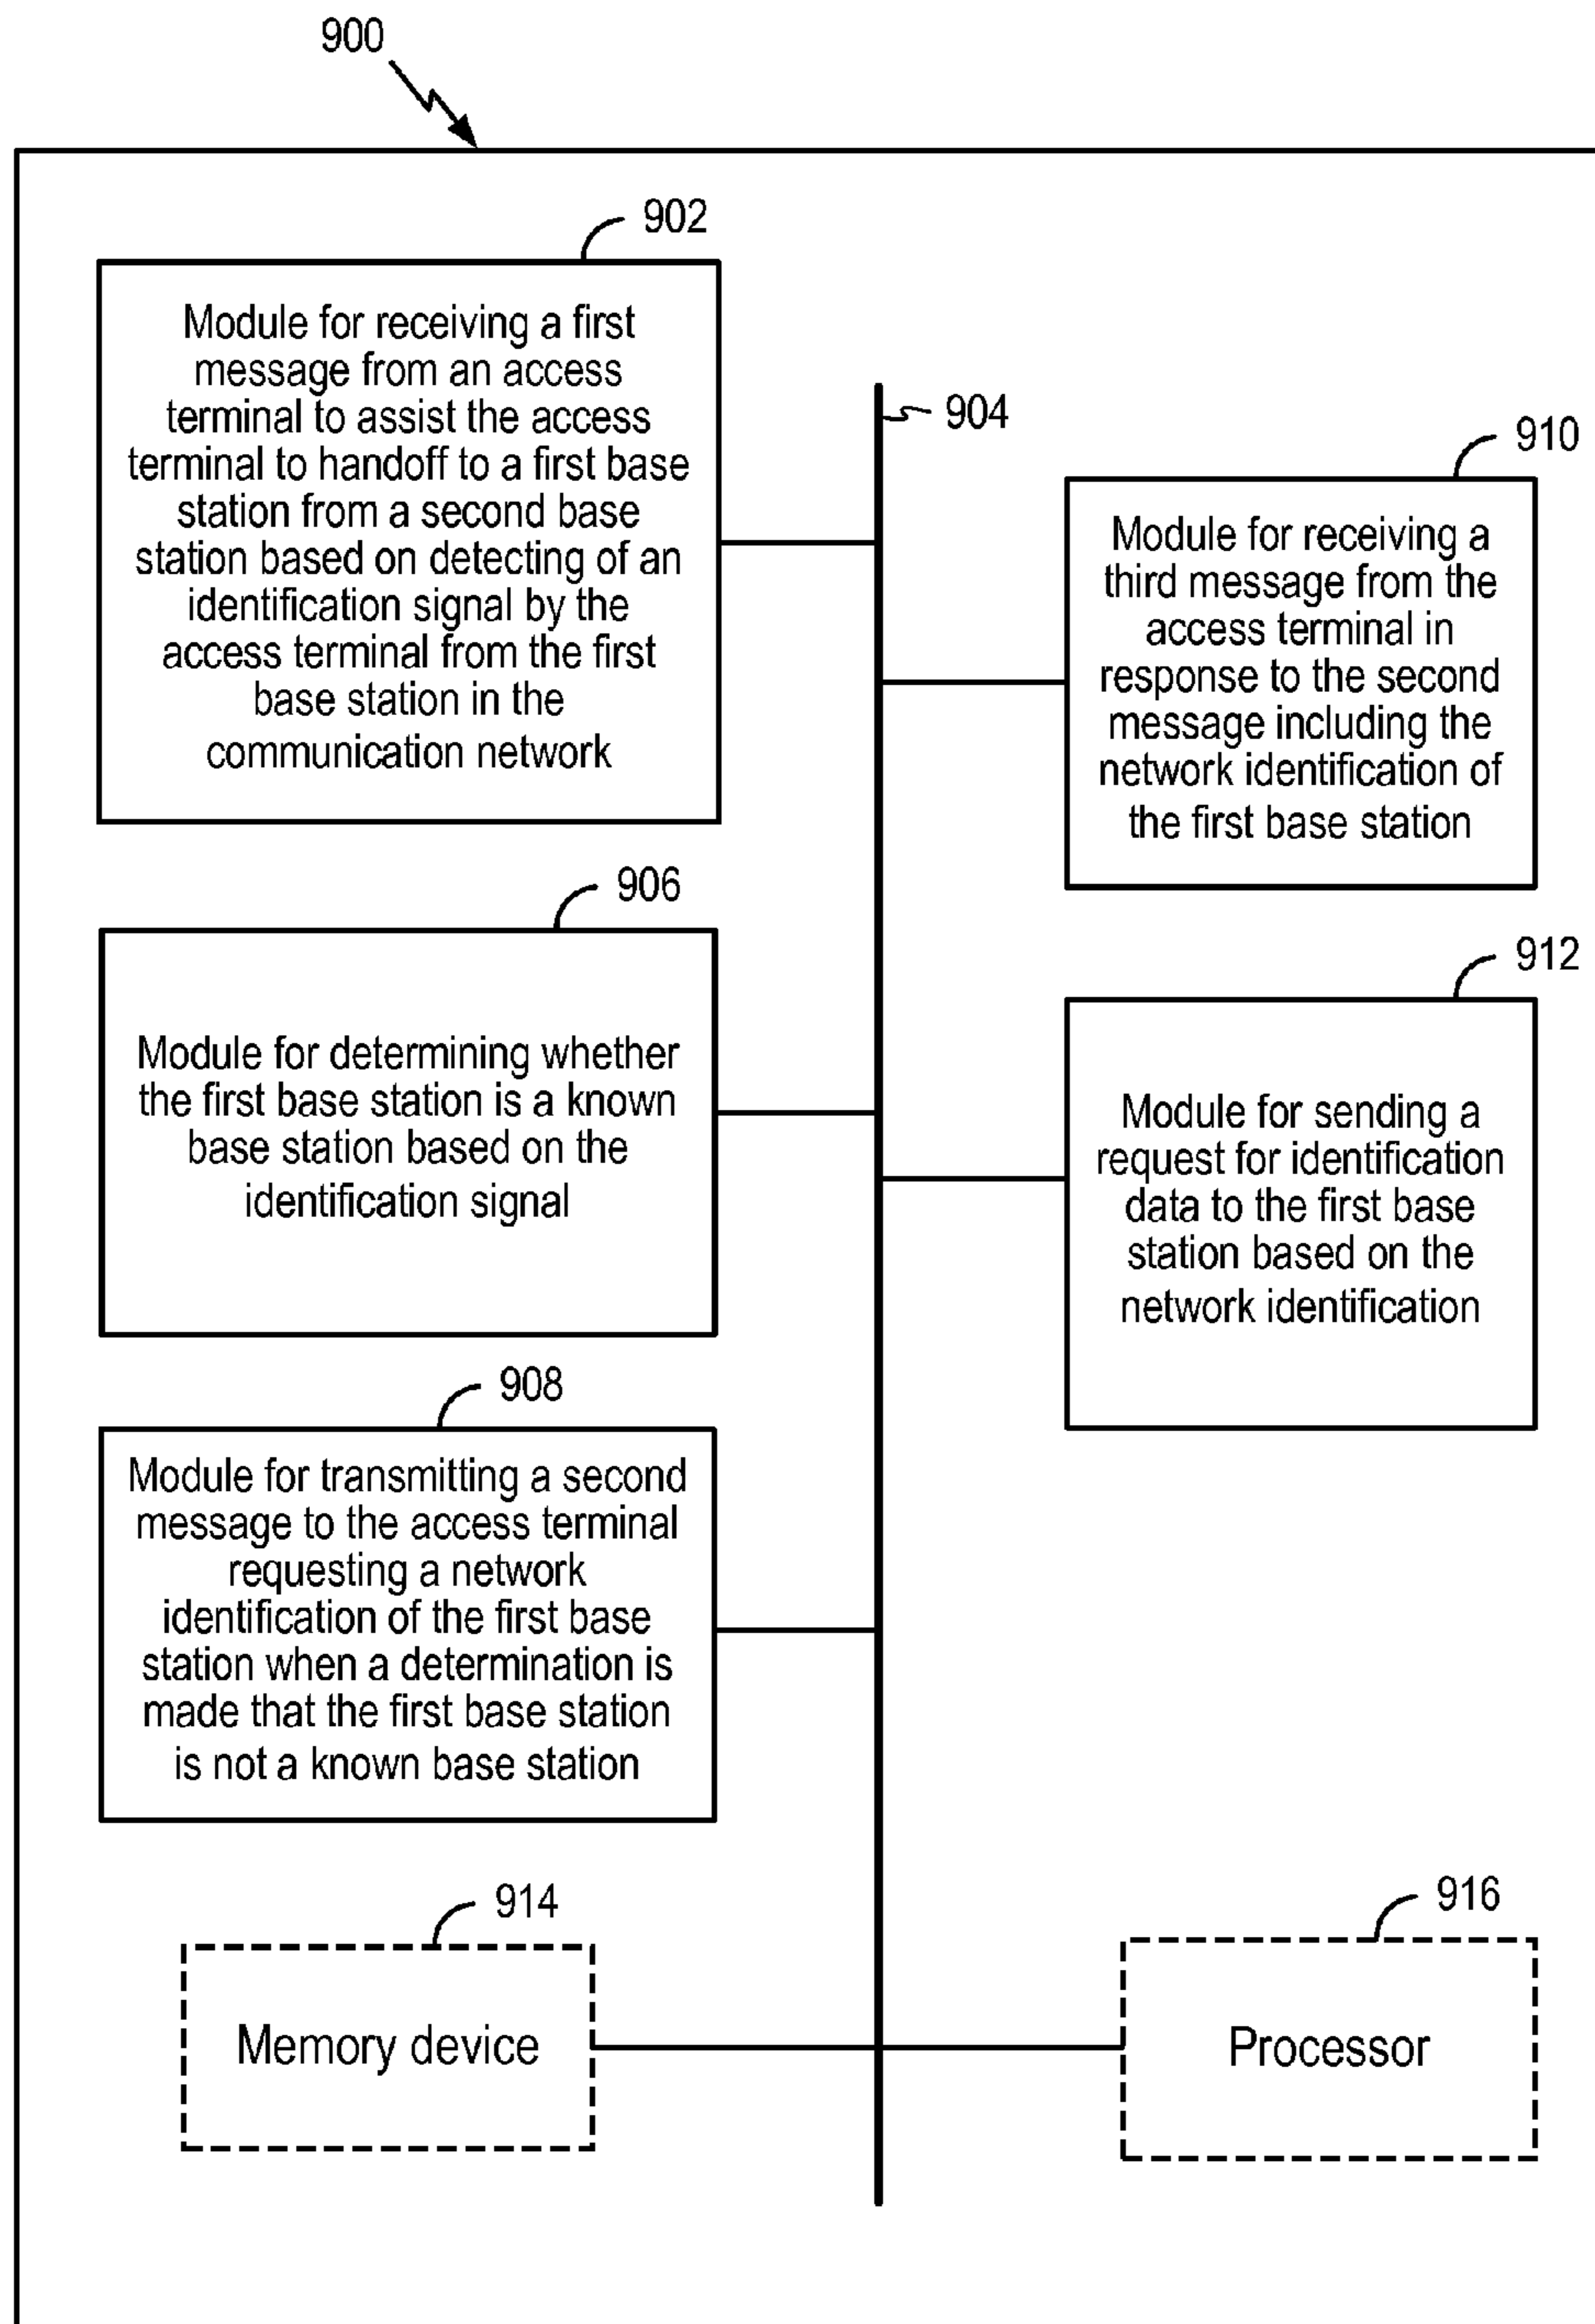 900
902
Module for receiving a first
message from an access
terminal to assist the access
terminal to handoff to a first base
station from a second base
station based on detecting of an
identification signal by the
access terminal from the first
base station in the
communication network
904
910
Module for receiving a
third message from the
access terminal in
response to the second
message including the
network identification of
the first base station
906
Module for determining whether
the first base station is a known
base station based on the
identification signal
912
Module for sending a
request for identification
data to the first base
station based on the
network identification
908
Module for transmitting a second
message to the access terminal
requesting a network
identification of the first base
station when a determination is
made that the first base station
is not a known base station
914
Memory device
916
Processor